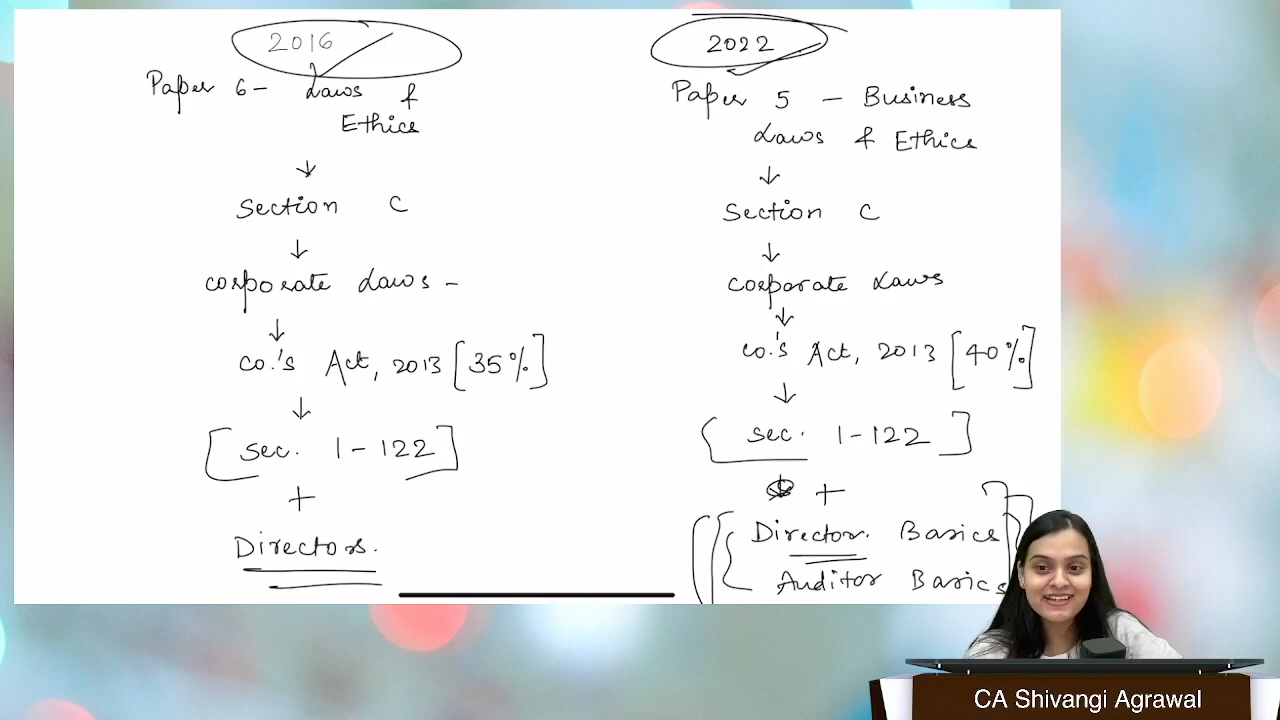 2016
Paper 6 - Laws &
Ethics
↓
Section C
↓
corporate Laws -
↓
co.'s Act, 2013 [35%]
↓
[sec. 1-122]
+
Directors.
2022
Paper 5 - Business
Laws & Ethics
↓
Section C
↓
corporate Laws
↓
co.'s Act, 2013 [40%]
↓
[sec. 1-122]
+
Director. Basics
Auditor Basics
CA Shivangi Agrawal